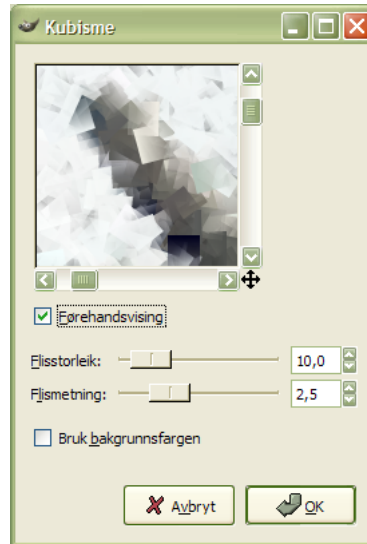 Kubisme
Førehandsvising
Flisstorleik: 10,0
Flismetning: 2,5
Bruk bakgrunnsfargen
Avbryt OK